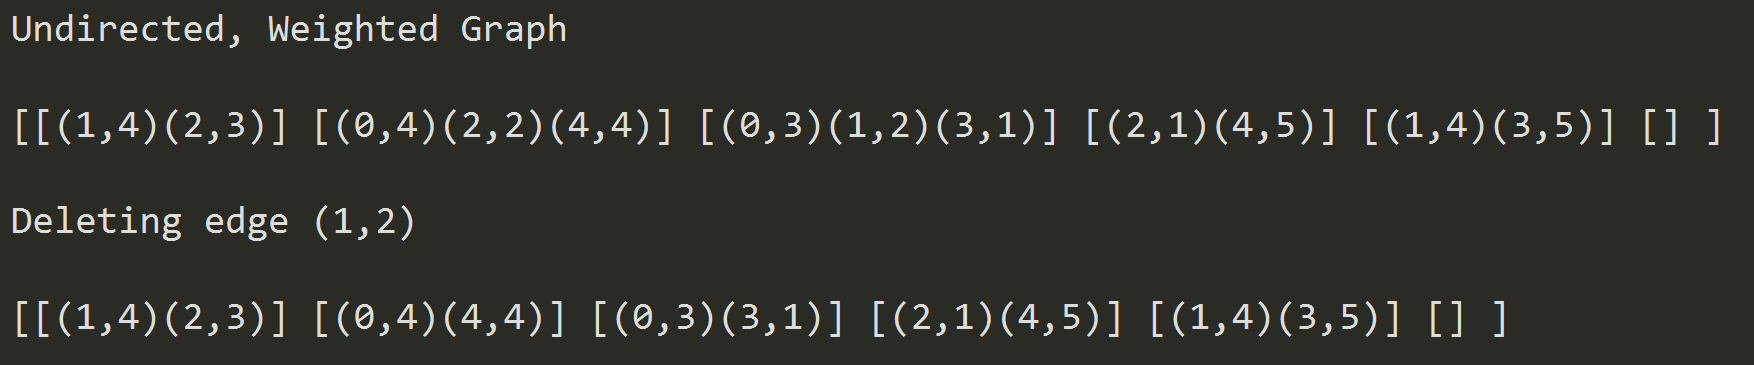 Undirected, Weighted Graph
[[(1,4)(2,3)] [(0,4)(2,2)(4,4)] [(0,3)(1,2)(3,1)] [(2,1)(4,5)] [(1,4)(3,5)] [] ]
Deleting edge (1,2)
[[(1,4)(2,3)] [(0,4)(4,4)] [(0,3)(3,1)] [(2,1)(4,5)] [(1,4)(3,5)] [] ]